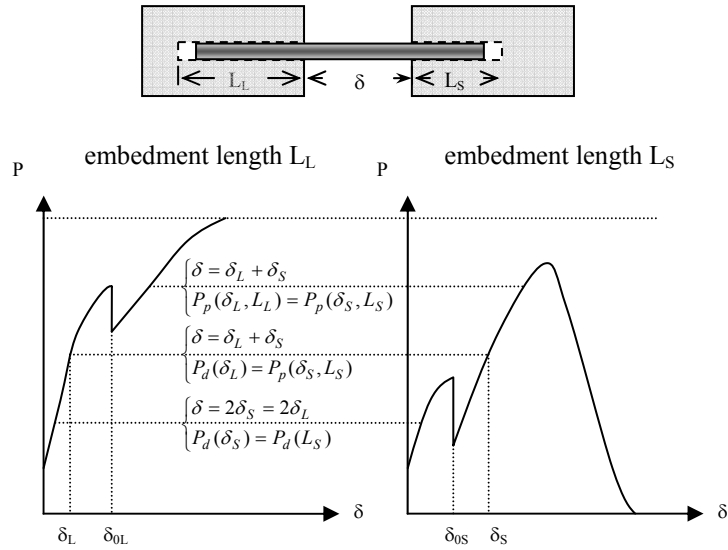 L_L δ L_S
embedment length L_L
embedment length L_S
P
P
δ = δ_L + δ_S
P_p(δ_L, L_L) = P_p(δ_S, L_S)
δ = δ_L + δ_S
P_d(δ_L) = P_p(δ_S, L_S)
δ = 2δ_S = 2δ_L
P_d(δ_S) = P_d(L_S)
δ_L δ_0L δ
δ_0S δ_S δ